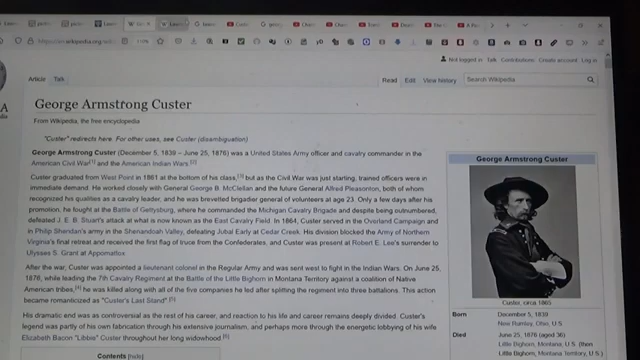 Not logged in Talk Contributions Create account Log in
Article Talk
Read Edit View history Search Wikipedia
George Armstrong Custer
From Wikipedia, the free encyclopedia
"Custer" redirects here. For other uses, see Custer (disambiguation)
George Armstrong Custer (December 5, 1839 – June 25, 1876) was a United States Army officer and cavalry commander in the
American Civil War[1] and the American Indian Wars.[2]
Custer graduated from West Point in 1861 at the bottom of his class,[3] but as the Civil War was just starting, trained officers were in
immediate demand. He worked closely with General George B. McClellan and the future General Alfred Pleasonton, both of whom
recognized his qualities as a cavalry leader, and he was brevetted brigadier general of volunteers at age 23. Only a few days after his
promotion, he fought at the Battle of Gettysburg, where he commanded the Michigan Cavalry Brigade and despite being outnumbered,
defeated J. E. B. Stuart's attack at what is now known as the East Cavalry Field. In 1864, Custer served in the Overland Campaign and
in Philip Sheridan's army in the Shenandoah Valley, defeating Jubal Early at Cedar Creek. His division blocked the Army of Northern
Virginia's final retreat and received the first flag of truce from the Confederates, and Custer was present at Robert E. Lee's surrender to
Ulysses S. Grant at Appomattox
After the war, Custer was appointed a lieutenant colonel in the Regular Army and was sent west to fight in the Indian Wars. On June 25,
1876, while leading the 7th Cavalry Regiment at the Battle of the Little Bighorn in Montana Territory against a coalition of Native
American tribes,[4] he was killed along with all of the five companies he led after splitting the regiment into three battalions. This action
became romanticized as "Custer's Last Stand" [5]
His dramatic end was as controversial as the rest of his career, and reaction to his life and career remains deeply divided. Custer's
legend was partly of his own fabrication through his extensive journalism, and perhaps more through the energetic lobbying of his wife
Elizabeth Bacon "Libbie" Custer throughout her long widowhood.[6]
Contents [hide]
George Armstrong Custer
Custer, circa 1865
Born December 5, 1839
New Rumley, Ohio, U.S
Died June 25, 1876 (aged 36)
Little Bighorn, Montana, U.S. (then
Little Bighorn, Montana Territory, U.S.)